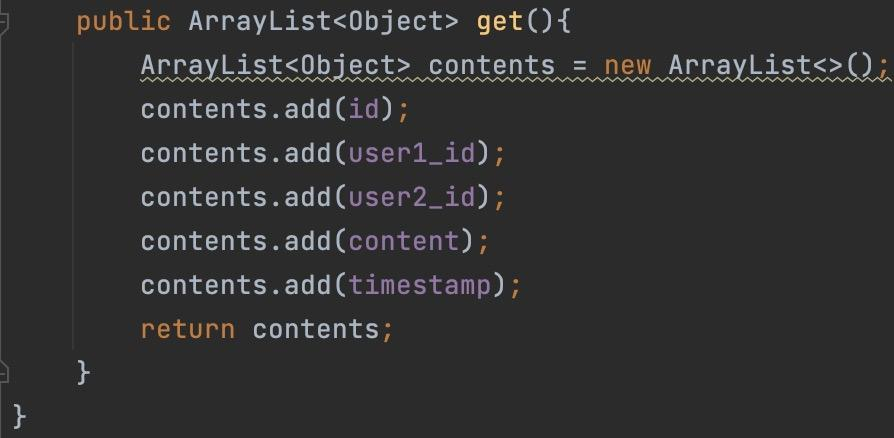 public ArrayList<Object> get(){
ArrayList<Object> contents = new ArrayList<>();
contents.add(id);
contents.add(user1_id);
contents.add(user2_id);
contents.add(content);
contents.add(timestamp);
return contents;
}
}